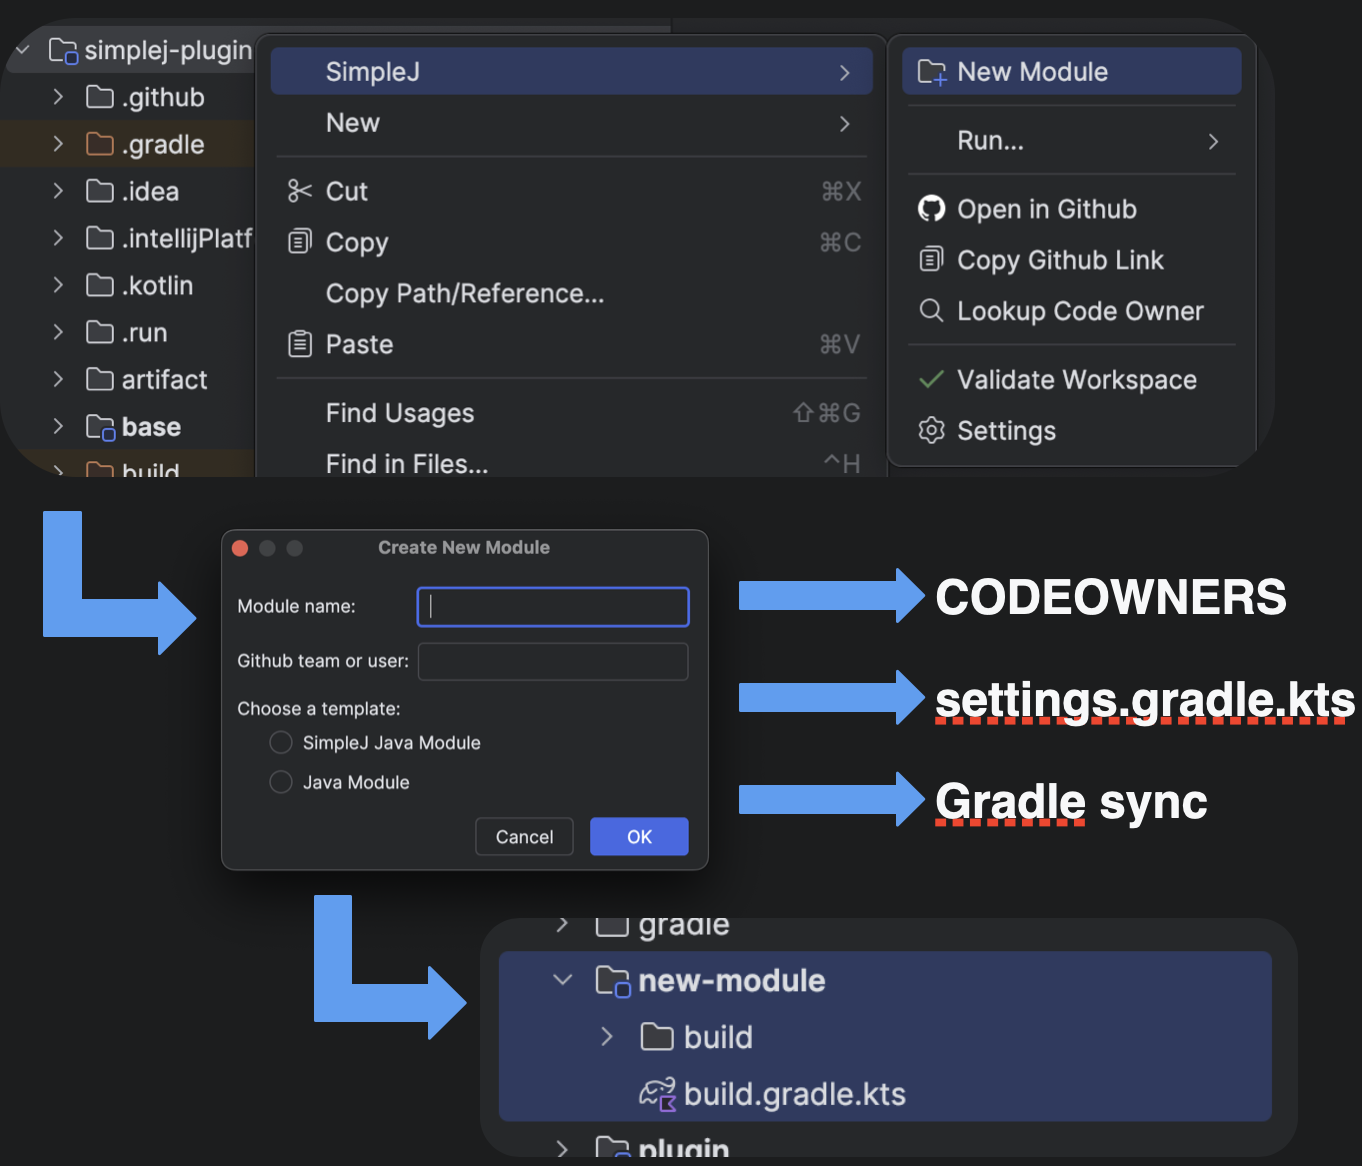 simplej-plugin
.github
.gradle
.idea
.intellijPlatf
.kotlin
.run
artifact
base
build
SimpleJ
New
Cut ⌘X
Copy ⌘C
Copy Path/Reference...
Paste ⌘V
Find Usages ⇧⌘G
Find in Files... ^H
New Module
Run...
Open in Github
Copy Github Link
Lookup Code Owner
Validate Workspace
Settings
Create New Module
Module name:
Github team or user:
Choose a template:
SimpleJ Java Module
Java Module
Cancel OK
CODEOWNERS
settings.gradle.kts
Gradle sync
gradle
new-module
build
build.gradle.kts
plugin